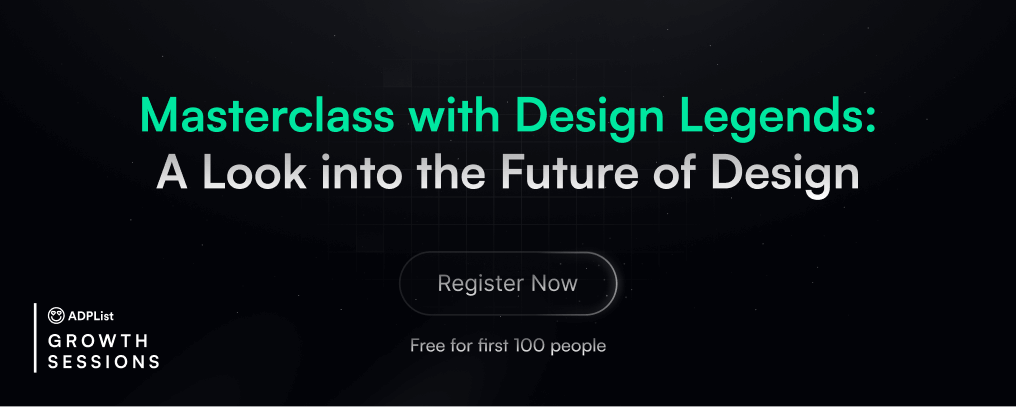 Masterclass with Design Legends:
A Look into the Future of Design
Register Now
Free for first 100 people
ADPList
GROWTH
SESSIONS